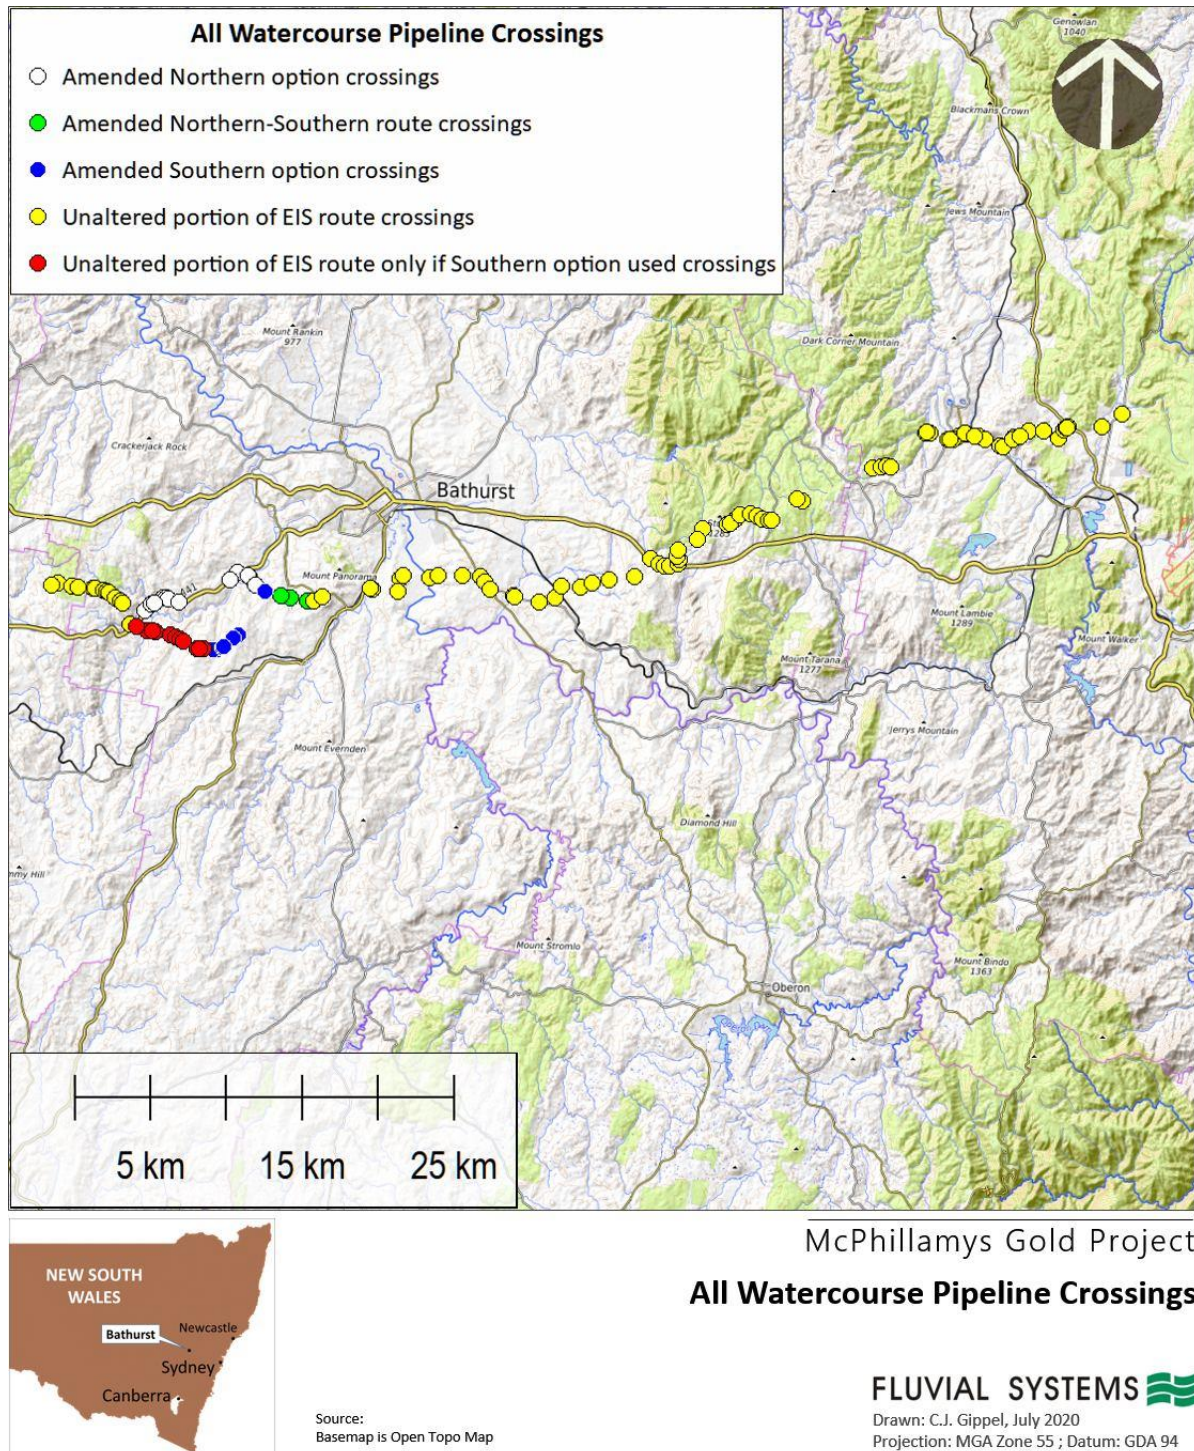 All Watercourse Pipeline Crossings
Amended Northern option crossings
Amended Northern-Southern route crossings
Amended Southern option crossings
Unaltered portion of EIS route crossings
Unaltered portion of EIS route only if Southern option used crossings
Genowlan
1040
Blackmans Crown
Jews Mountain
Mount Rankin
977
Dark Corner Mountain
Crackerjack Rock
Bathurst
1285
Mount Panorama
441
Mount Lambie
1289
Mount Walker
Mount Tarana
1277
Jerrys Mountain
Mount Evernden
Diamond Hill
mmy Hill
Mount Stromlo
Mount Bindo
1363
Oberon
5 km
15 km
25 km
McPhillamys Gold Project
All Watercourse Pipeline Crossings
NEW SOUTH
WALES
Bathurst
Newcastle
Sydney
Canberra
FLUVIAL SYSTEMS
Source:
Basemap is Open Topo Map
Drawn: C.J. Gippel, July 2020
Projection: MGA Zone 55 ; Datum: GDA 94